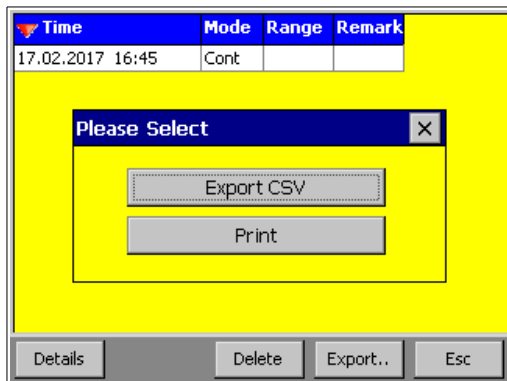 Time Mode Range Remark
17.02.2017 16:45 Cont
Please Select
Export CSV
Print
Details Delete Export.. Esc